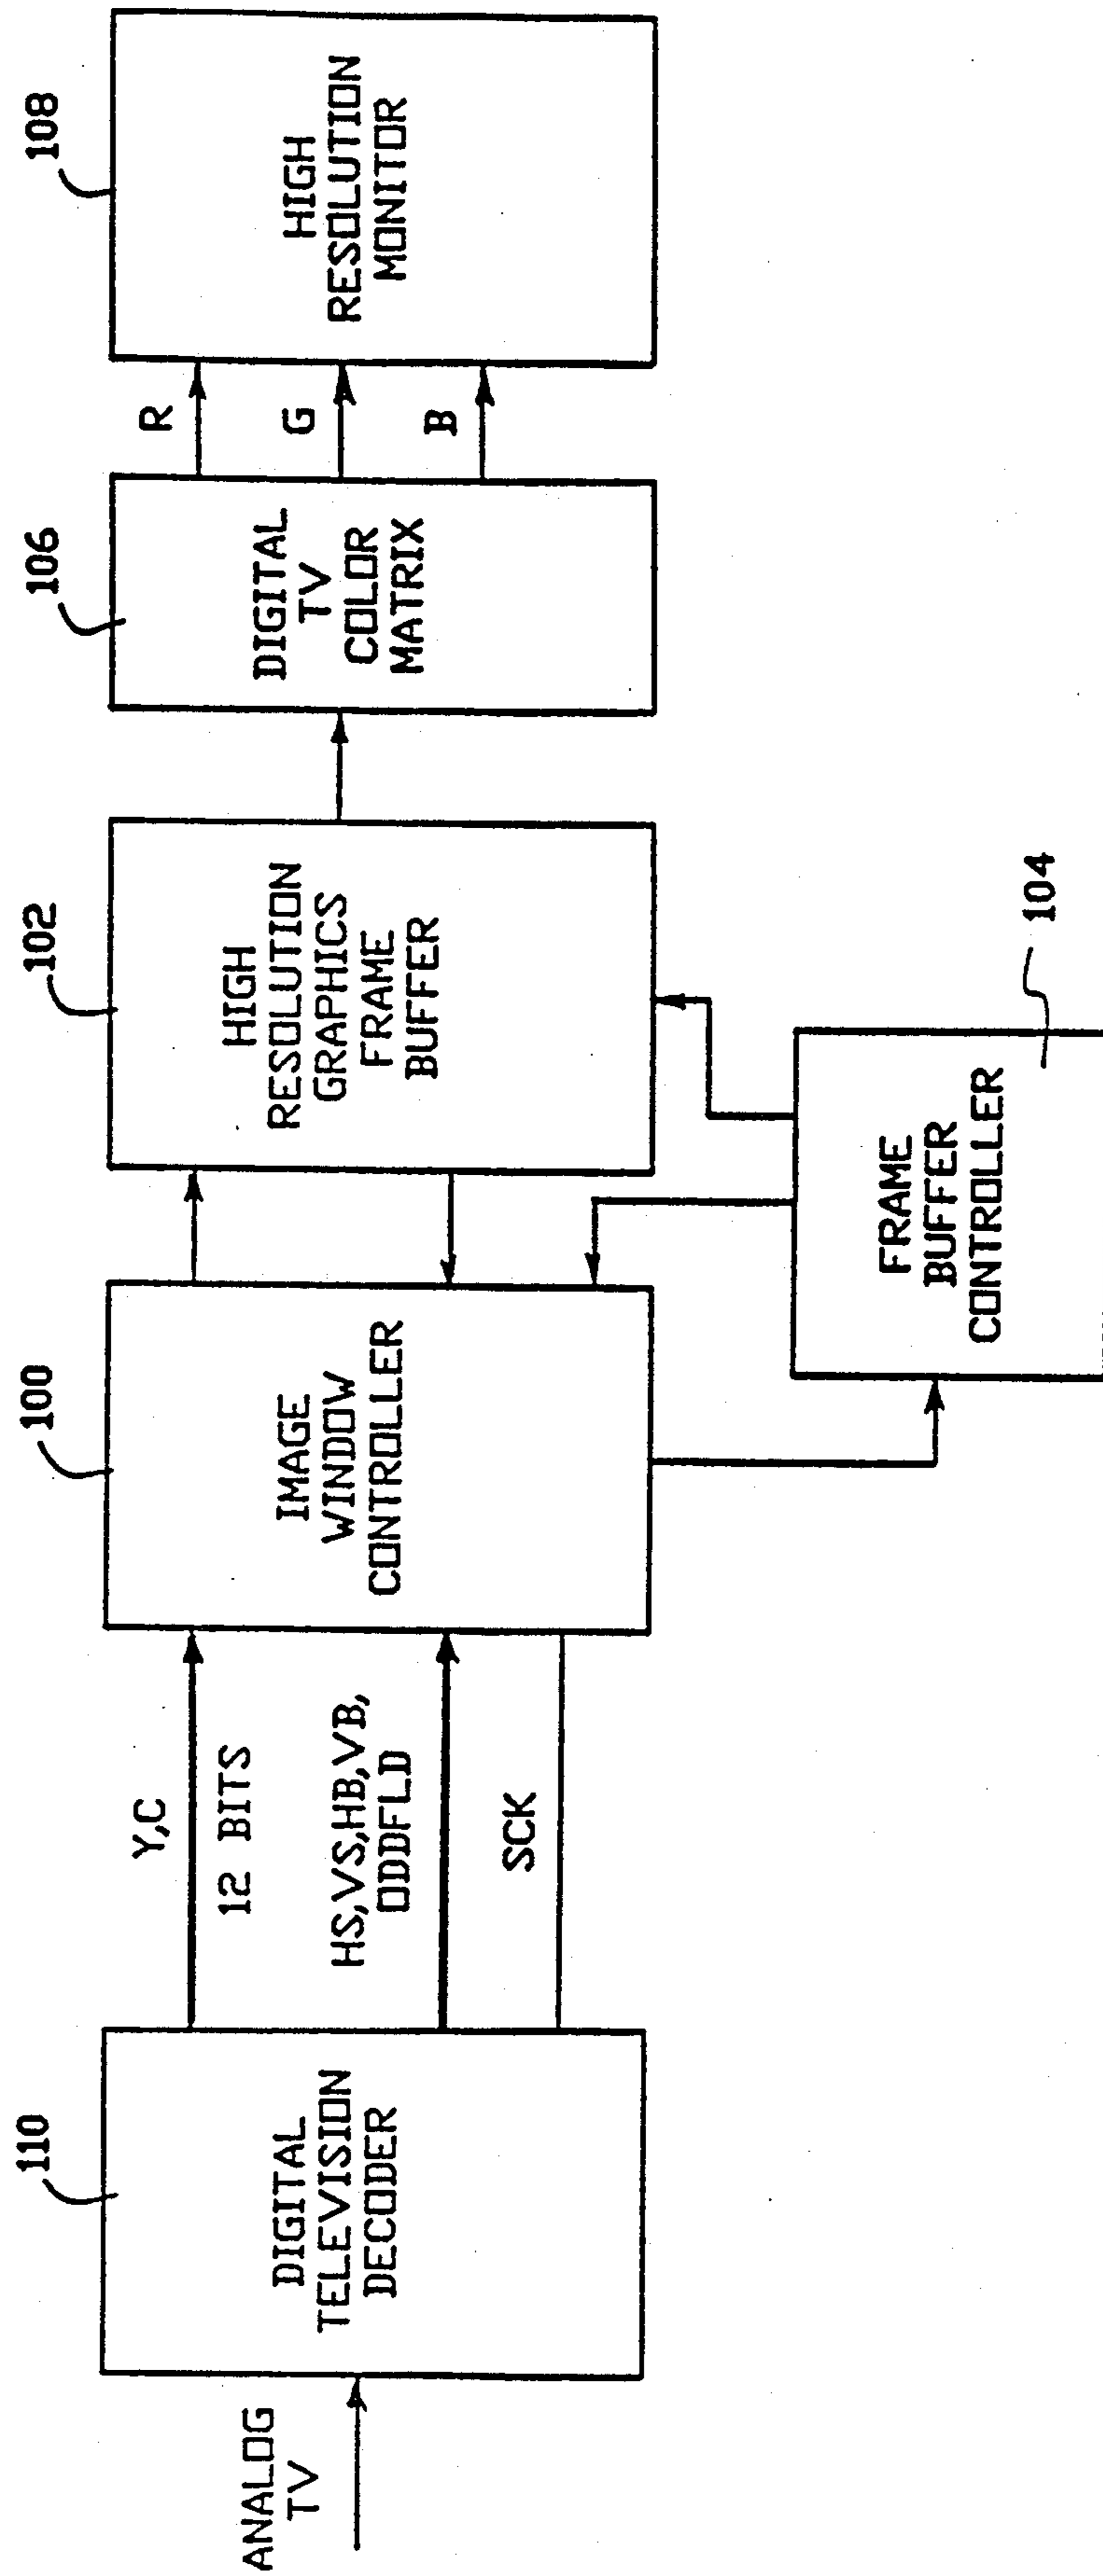 ANALOG
TV
110
DIGITAL
TELEVISION
DECODER
Y,C
12 BITS
HS,VS,HB,VB,
ODDFLD
SCK
100
IMAGE
WINDOW
CONTROLLER
102
HIGH
RESOLUTION
GRAPHICS
FRAME
BUFFER
104
FRAME
BUFFER
CONTROLLER
106
DIGITAL
TV
COLOR
MATRIX
R
G
B
108
HIGH
RESOLUTION
MONITOR